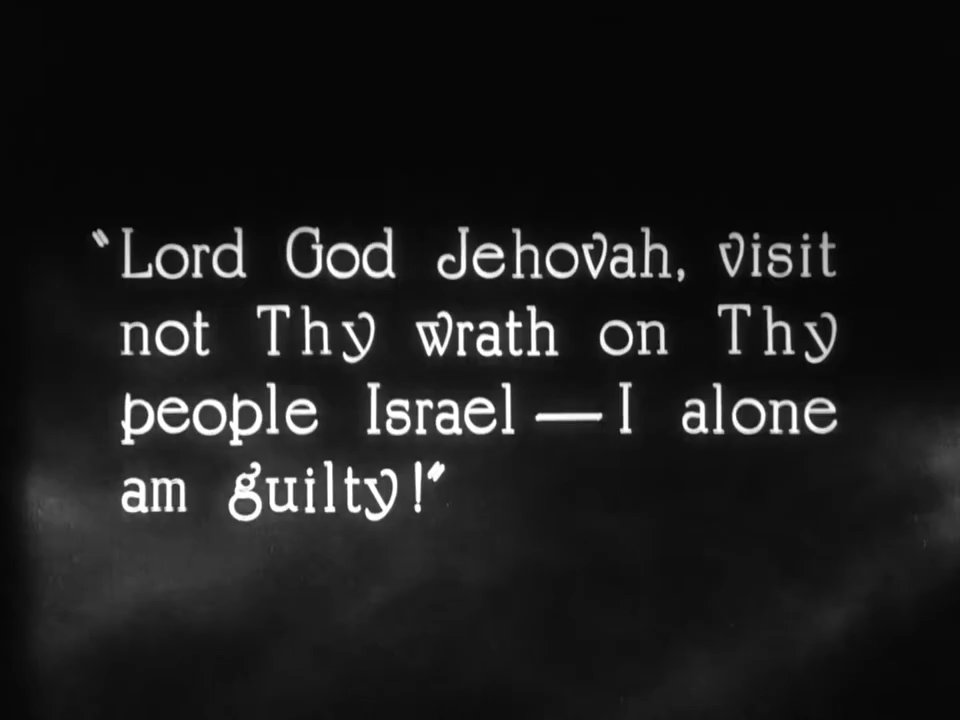 "Lord God Jehovah, visit
not Thy wrath on Thy
people Israel — I alone
am guilty!"